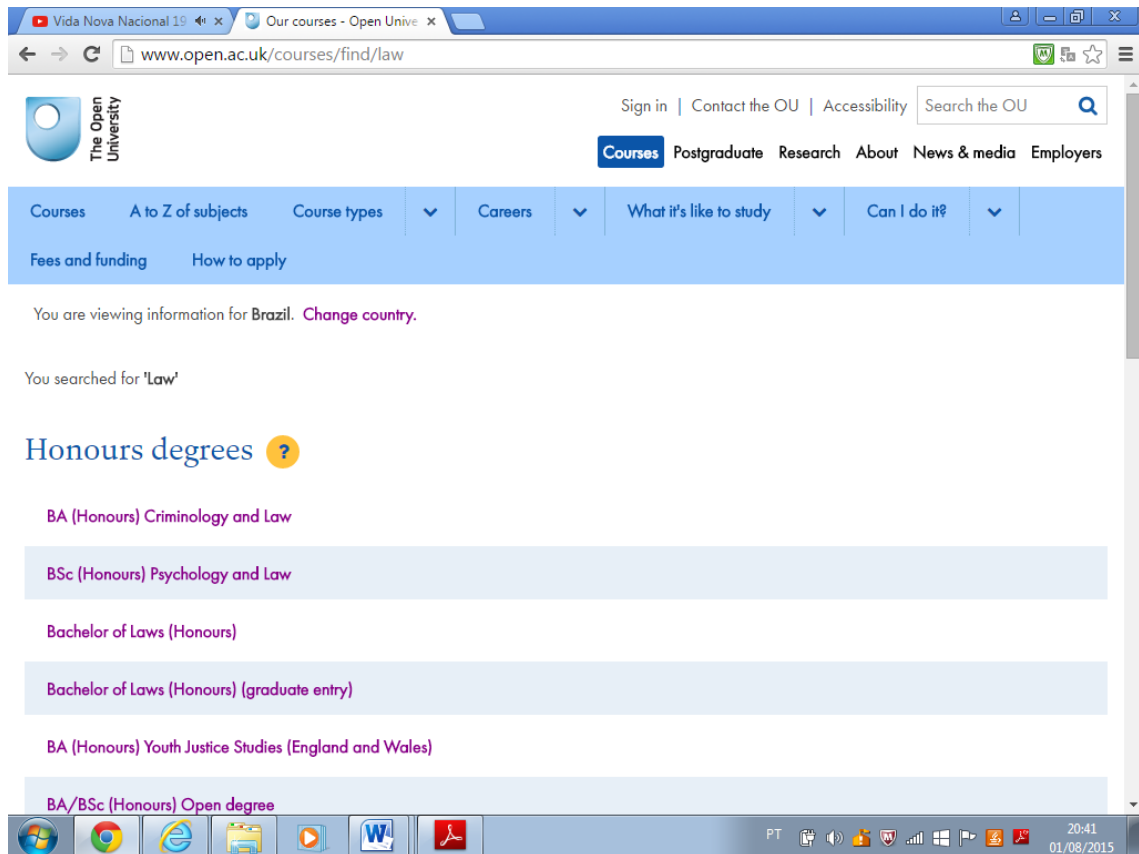 Vida Nova Nacional 19
Our courses - Open Unive
www.open.ac.uk/courses/find/law
The Open
University
Sign in | Contact the OU | Accessibility Search the OU
Courses Postgraduate Research About News & media Employers
Courses A to Z of subjects Course types Careers What it's like to study Can I do it?
Fees and funding How to apply
You are viewing information for Brazil. Change country.
You searched for 'Law'
Honours degrees ?
BA (Honours) Criminology and Law
BSc (Honours) Psychology and Law
Bachelor of Laws (Honours)
Bachelor of Laws (Honours) (graduate entry)
BA (Honours) Youth Justice Studies (England and Wales)
BA/BSc (Honours) Open degree
PT
20:41
01/08/2015